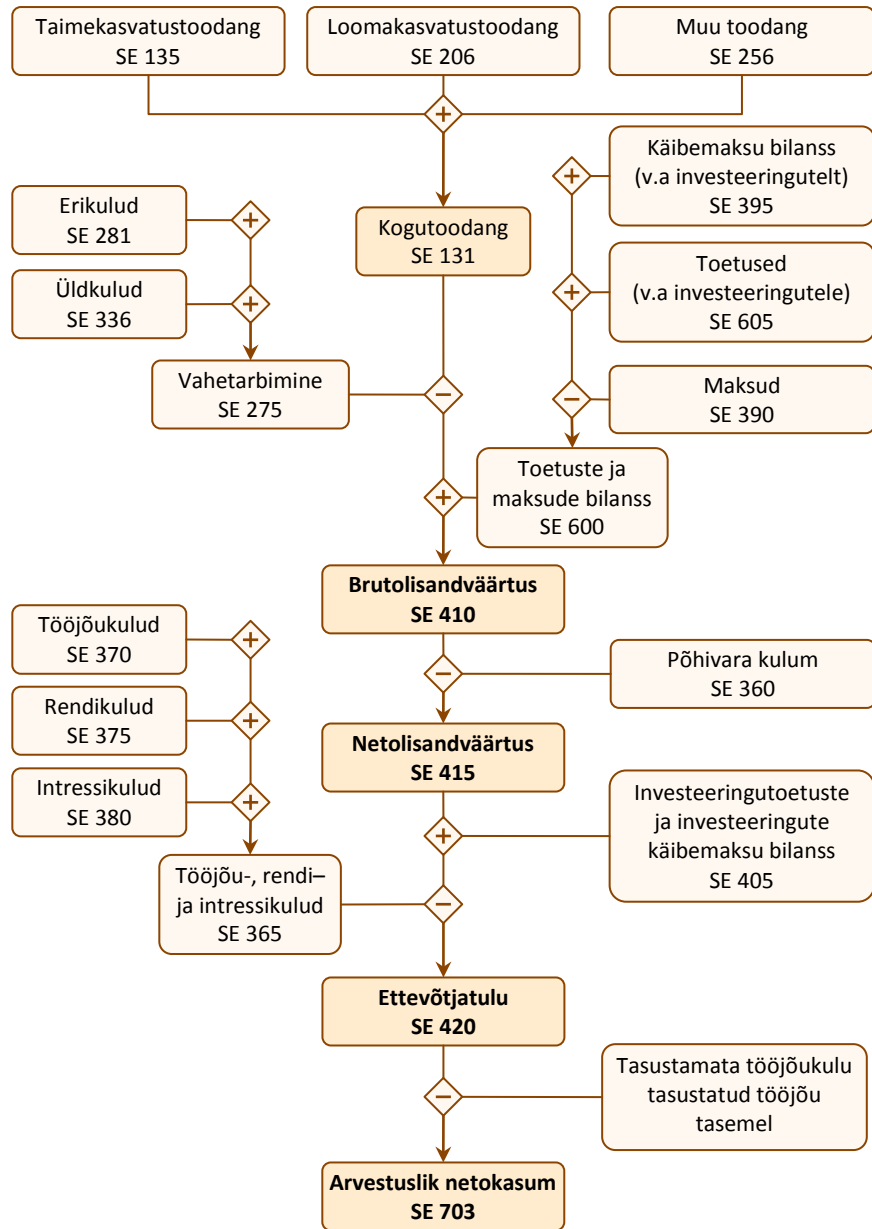 Taimekasvatustoodang
SE 135
Loomakasvatustoodang
SE 206
Muu toodang
SE 256
+
Käibemaksu bilanss
(v.a investeeringutelt)
SE 395
+
Erikulud
SE 281
+
Kogutoodang
SE 131
Toetused
(v.a investeeringutele)
SE 605
+
Üldkulud
SE 336
+
Vahetarbimine
SE 275
−
Maksud
SE 390
−
Toetuste ja
maksude bilanss
SE 600
+
Brutolisandväärtus
SE 410
Tööjõukulud
SE 370
+
−
Põhivara kulum
SE 360
Rendikulud
SE 375
+
Netolisandväärtus
SE 415
Intressikulud
SE 380
+
+
Investeeringutoetuste
ja investeeringute
käibemaksu bilanss
SE 405
Tööjõu-, rendi–
ja intressikulud
SE 365
−
Ettevõtjatulu
SE 420
−
Tasustamata tööjõukulu
tasustatud tööjõu
tasemel
Arvestuslik netokasum
SE 703